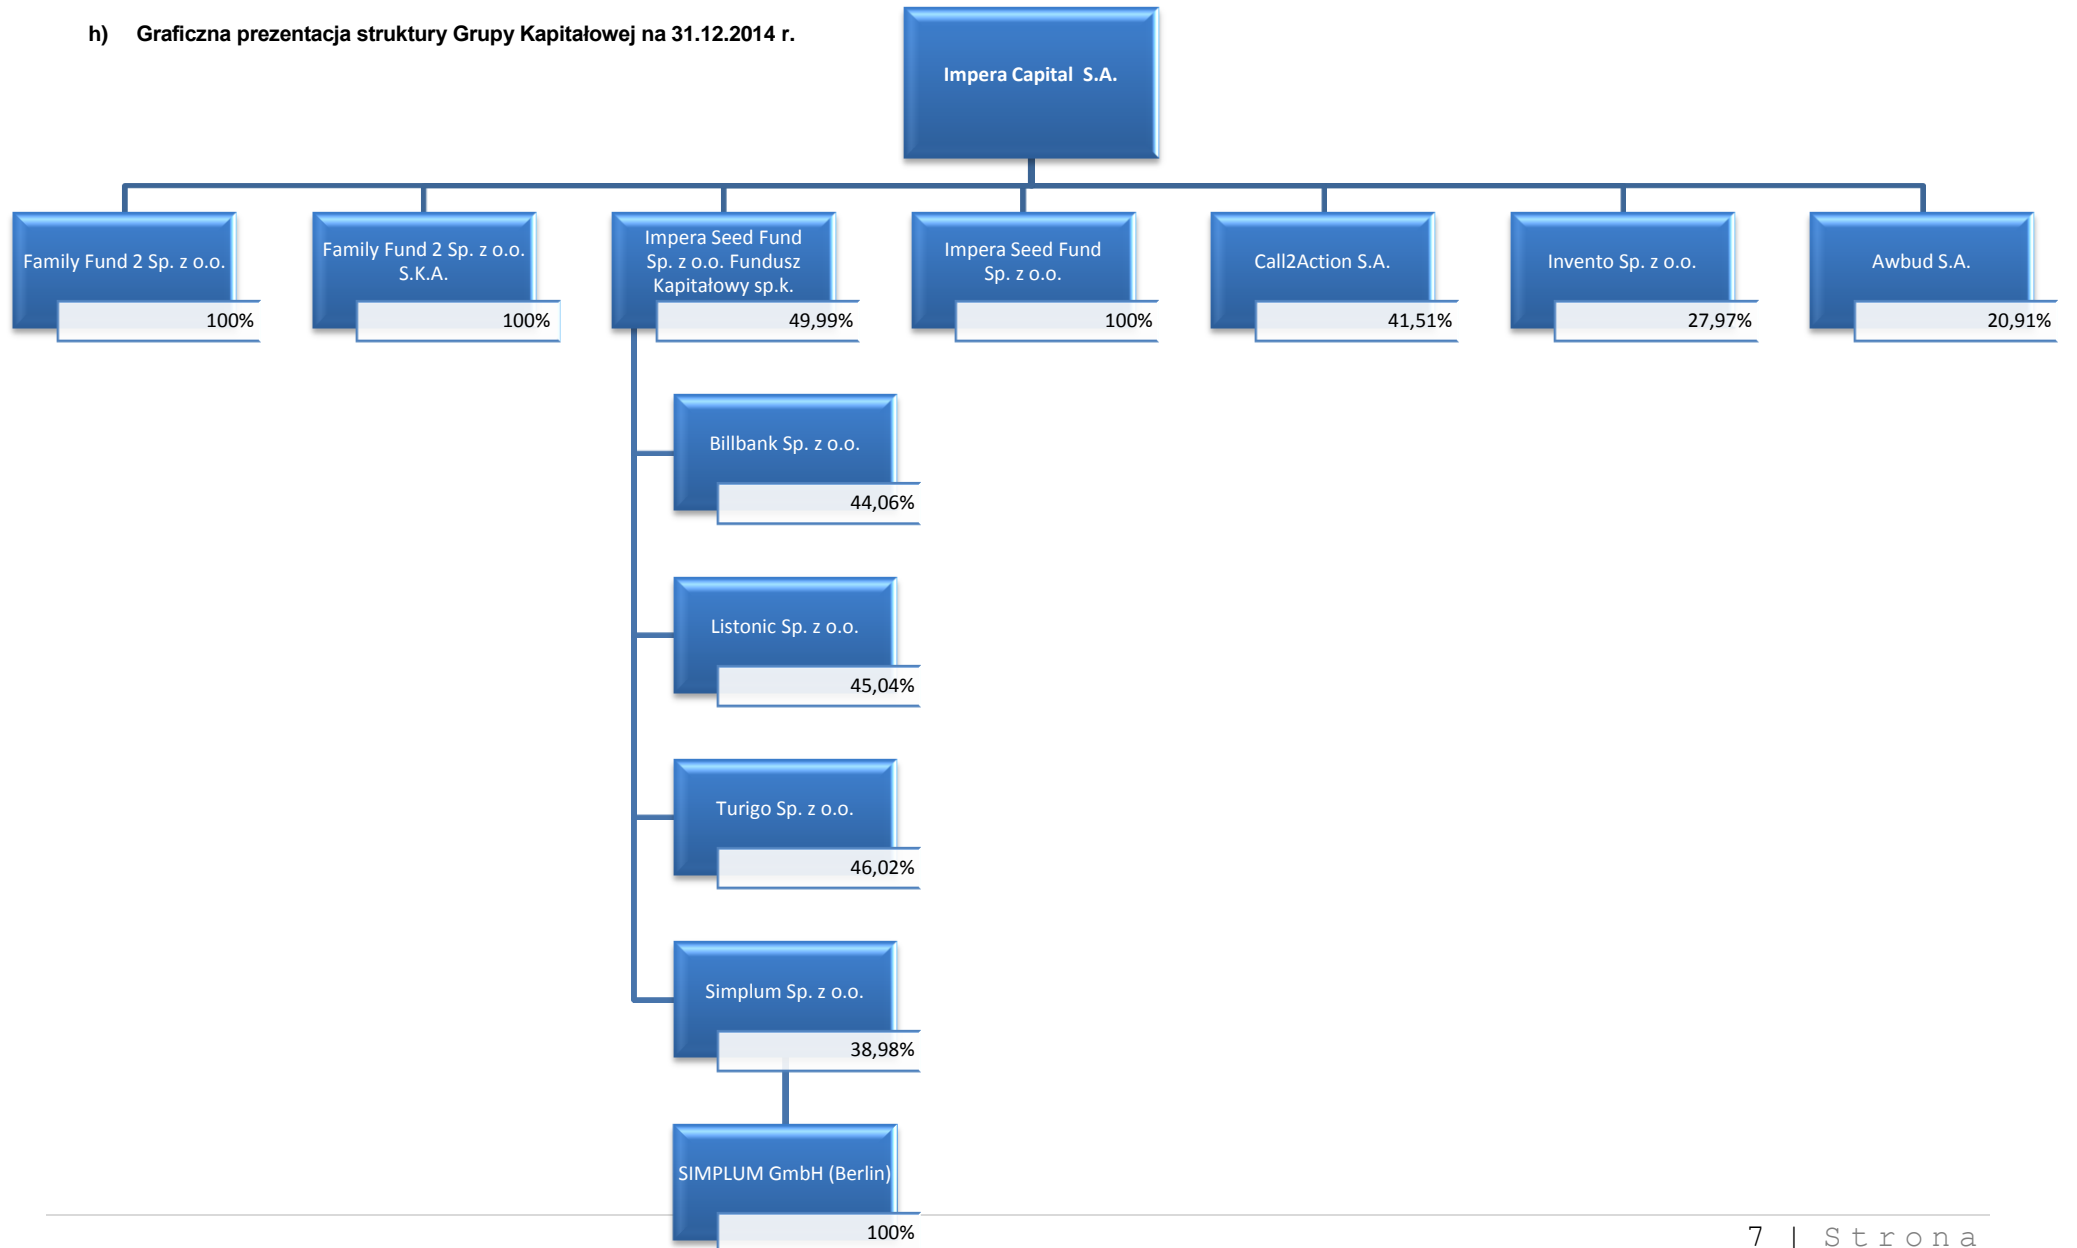 h) Graficzna prezentacja struktury Grupy Kapitałowej na 31.12.2014 r.
Impera Capital S.A.
Family Fund 2 Sp. z o.o.
100%
Family Fund 2 Sp. z o.o.
S.K.A.
100%
Impera Seed Fund
Sp. z o.o. Fundusz
Kapitałowy sp.k.
49,99%
Impera Seed Fund
Sp. z o.o.
100%
Call2Action S.A.
41,51%
Invento Sp. z o.o.
27,97%
Awbud S.A.
20,91%
Billbank Sp. z o.o.
44,06%
Listonic Sp. z o.o.
45,04%
Turigo Sp. z o.o.
46,02%
Simplum Sp. z o.o.
38,98%
SIMPLUM GmbH (Berlin)
100%
7 | Strona